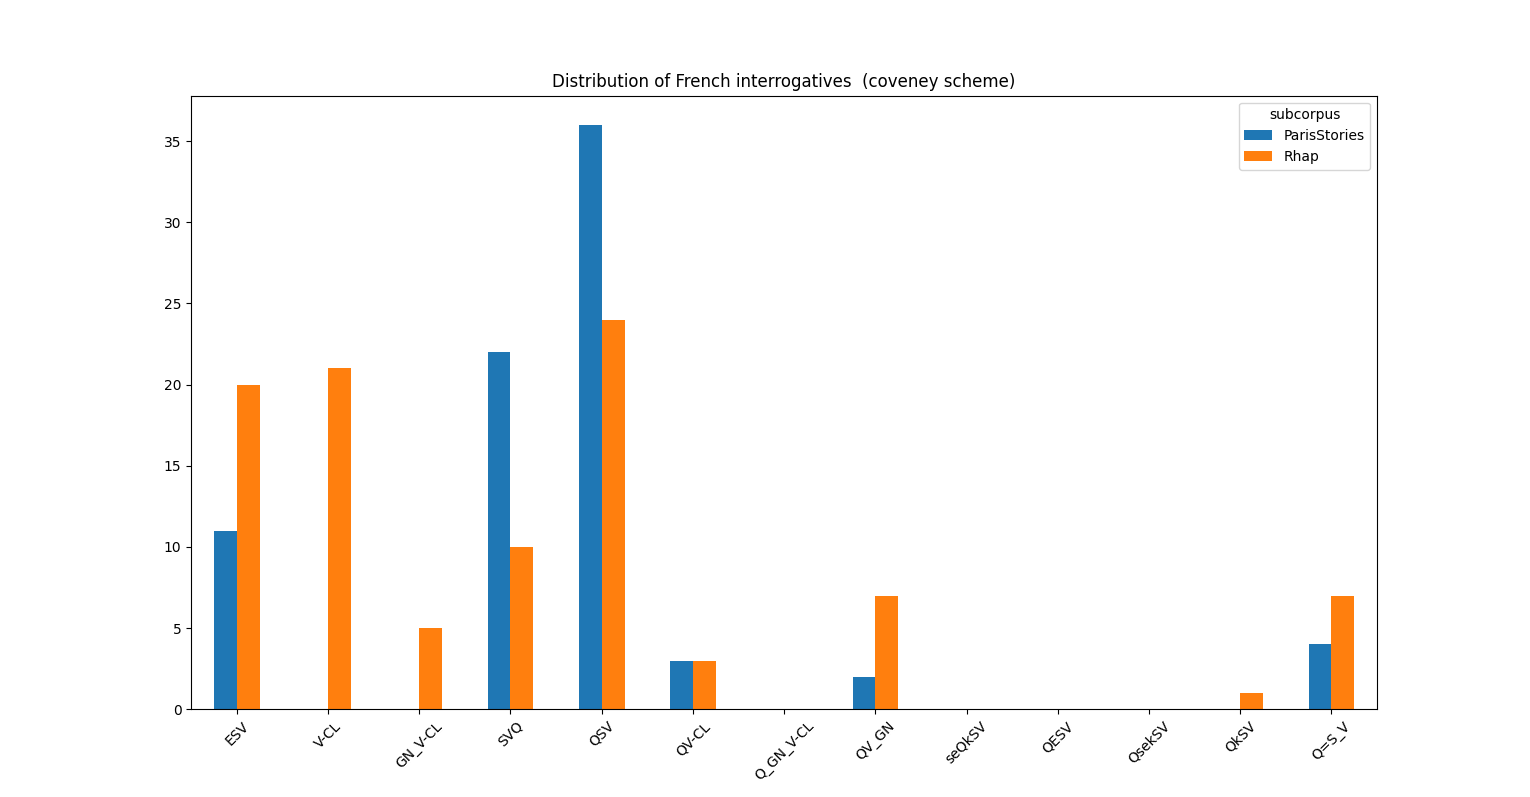 Distribution of French interrogatives  (coveney scheme)
subcorpus
ParisStories
Rhap
35
30
25
20
15
10
5
0
ESV
V-CL
GN_V-CL
SVQ
QSV
QV-CL
Q_GN_V-CL
QV_GN
seQkSV
QESV
QsekSV
QkSV
Q=S_V